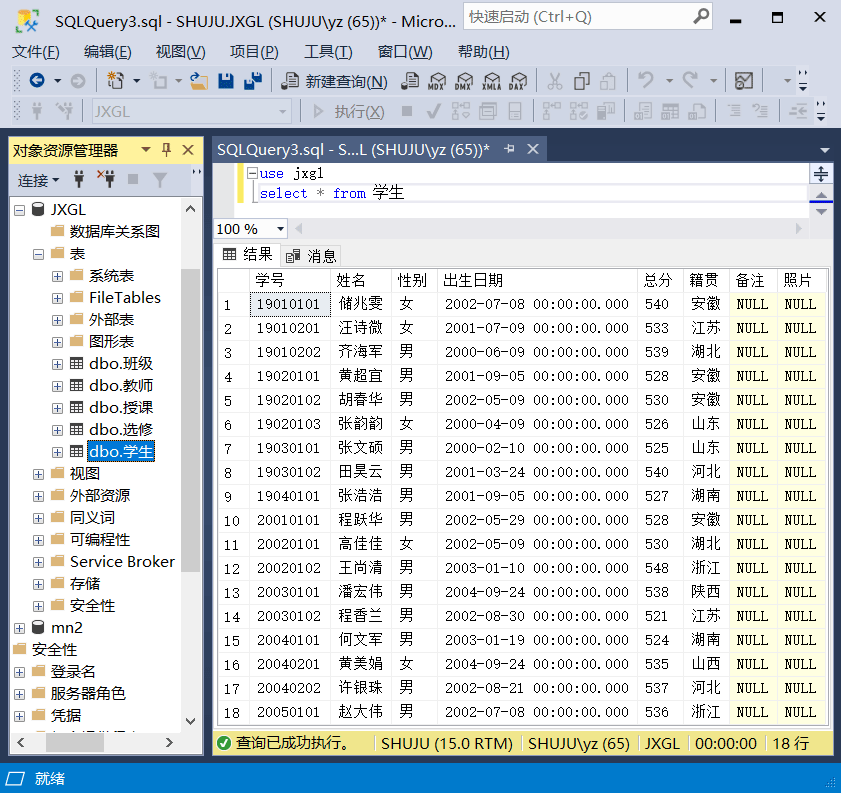 SQLQuery3.sql - SHUJU.JXGL (SHUJU\yz (65))* - Micro...
快速启动 (Ctrl+Q)
文件(F) 编辑(E) 视图(V) 项目(P) 工具(T) 窗口(W) 帮助(H)
新建查询(N) MDX DMX XMLA DAX
JXGL 执行(X)
对象资源管理器
连接
JXGL
数据库关系图
表
系统表
FileTables
外部表
图形表
dbo.班级
dbo.教师
dbo.授课
dbo.选修
dbo.学生
视图
外部资源
同义词
可编程性
Service Broker
存储
安全性
mn2
安全性
登录名
服务器角色
凭据
SQLQuery3.sql - S...L (SHUJU\yz (65))*
use jxgl
select * from 学生
100 %
结果 消息
学号 姓名 性别 出生日期 总分 籍贯 备注 照片
1 19010101 储兆雯 女 2002-07-08 00:00:00.000 540 安徽 NULL NULL
2 19010201 汪诗微 女 2001-07-09 00:00:00.000 533 江苏 NULL NULL
3 19010202 齐海军 男 2000-06-09 00:00:00.000 539 湖北 NULL NULL
4 19020101 黄超宜 男 2001-09-05 00:00:00.000 528 安徽 NULL NULL
5 19020102 胡春华 男 2002-05-09 00:00:00.000 530 安徽 NULL NULL
6 19020103 张韵韵 女 2000-04-09 00:00:00.000 526 山东 NULL NULL
7 19030101 张文硕 男 2000-02-10 00:00:00.000 525 山东 NULL NULL
8 19030102 田昊云 男 2001-03-24 00:00:00.000 540 河北 NULL NULL
9 19040101 张浩浩 男 2001-09-05 00:00:00.000 527 湖南 NULL NULL
10 20010101 程跃华 男 2002-05-29 00:00:00.000 528 安徽 NULL NULL
11 20020101 高佳佳 女 2002-05-09 00:00:00.000 530 湖北 NULL NULL
12 20020102 王尚清 男 2003-01-10 00:00:00.000 548 浙江 NULL NULL
13 20030101 潘宏伟 男 2004-09-24 00:00:00.000 538 陕西 NULL NULL
14 20030102 程香兰 男 2002-08-30 00:00:00.000 521 江苏 NULL NULL
15 20040101 何文军 男 2003-01-19 00:00:00.000 524 湖南 NULL NULL
16 20040201 黄美娟 女 2004-09-24 00:00:00.000 535 山西 NULL NULL
17 20040202 许银珠 男 2002-08-21 00:00:00.000 537 河北 NULL NULL
18 20050101 赵大伟 男 2002-07-08 00:00:00.000 536 浙江 NULL NULL
查询已成功执行。 SHUJU (15.0 RTM) SHUJU\yz (65) JXGL 00:00:00 18 行
就绪